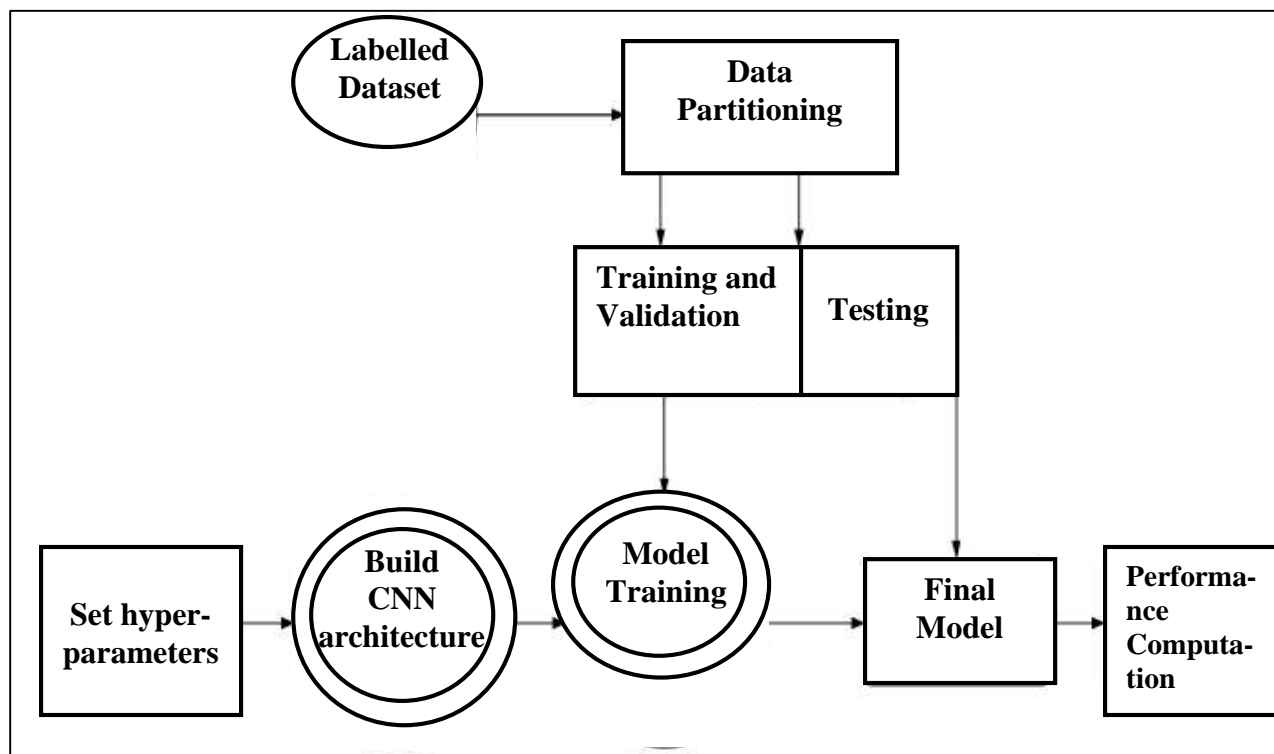 Labelled
Dataset
Data
Partitioning
Training and
Validation
Testing
Set hyper-
parameters
Build
CNN
architecture
Model
Training
Final
Model
Performa-
nce
Computa-
tion